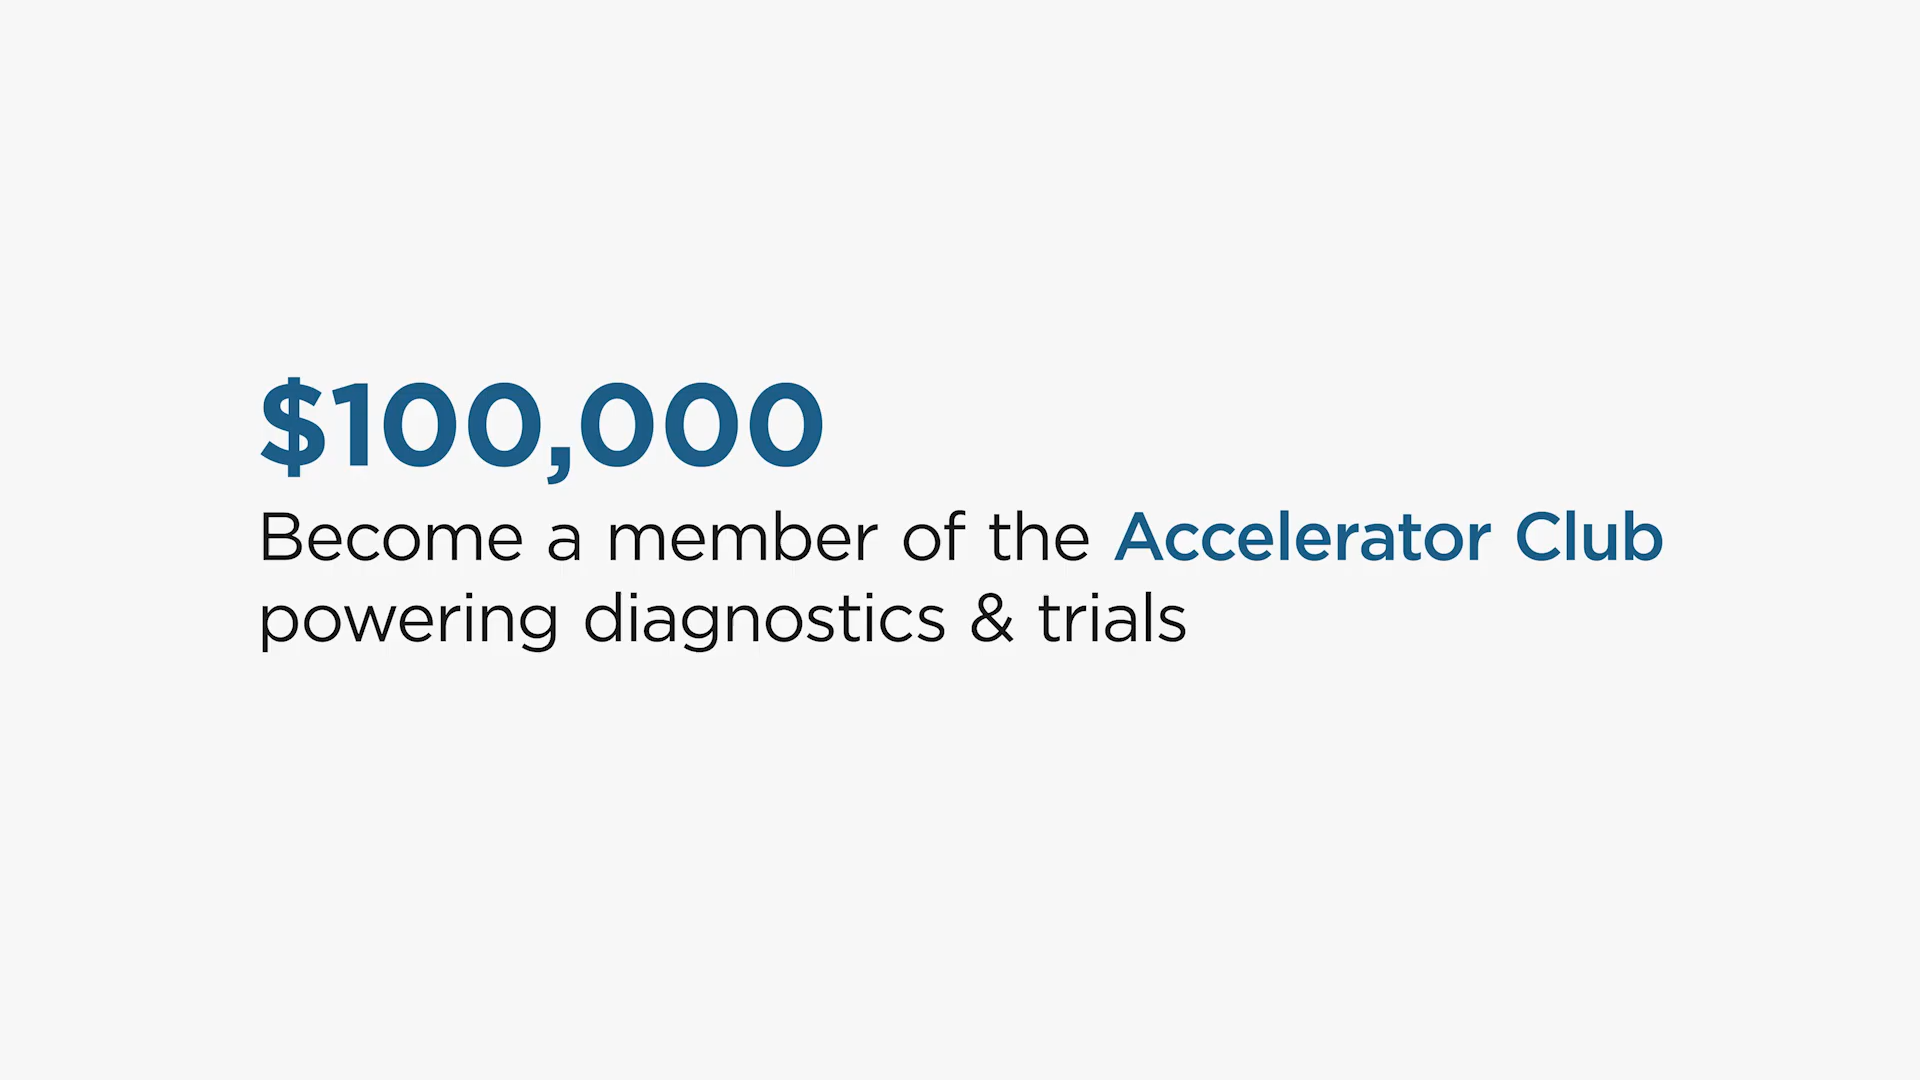 $100,000
Become a member of the Accelerator Club
powering diagnostics & trials